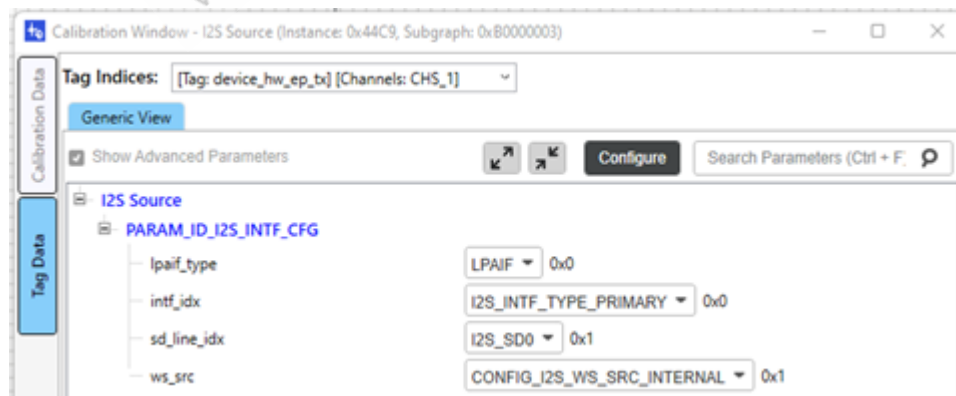 Calibration Window - I2S Source (Instance: 0x44C9, Subgraph: 0xB0000003)
Calibration Data
Tag Data
Tag Indices: [Tag: device_hw_ep_tx] [Channels: CHS_1]
Generic View
Show Advanced Parameters Configure Search Parameters (Ctrl + F
I2S Source
PARAM_ID_I2S_INTF_CFG
lpaif_type LPAIF 0x0
intf_idx I2S_INTF_TYPE_PRIMARY 0x0
sd_line_idx I2S_SD0 0x1
ws_src CONFIG_I2S_WS_SRC_INTERNAL 0x1